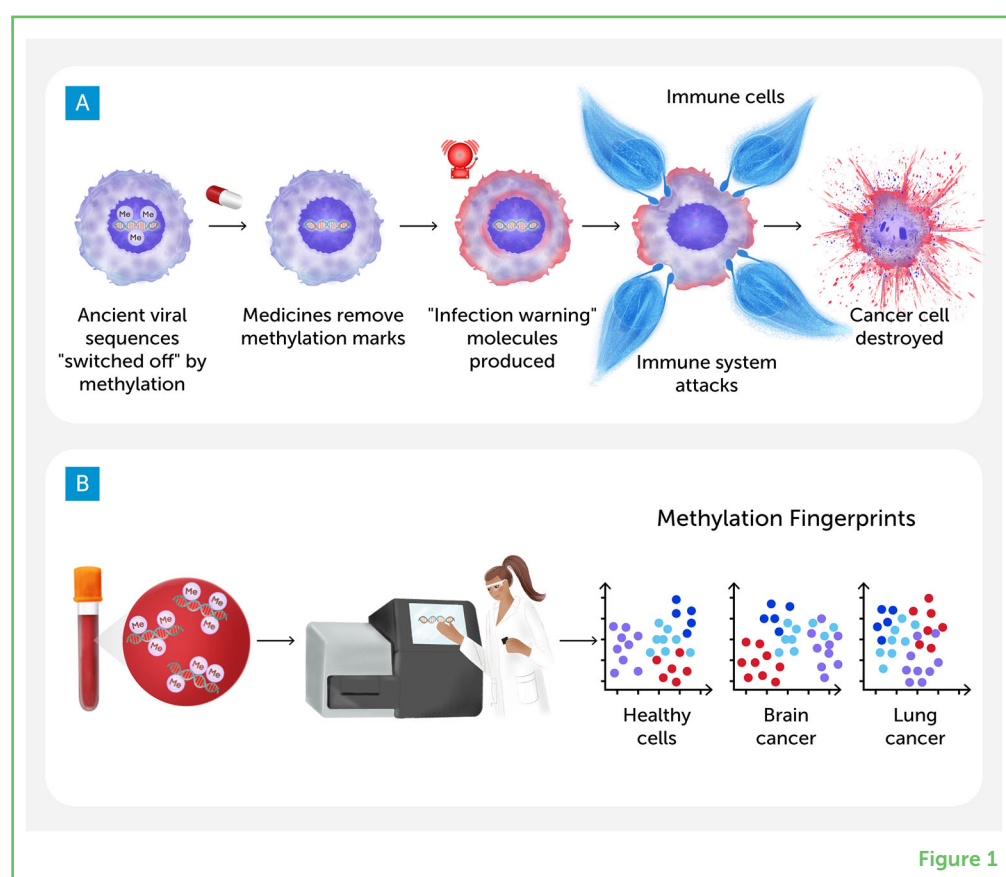 A
Immune cells
Me Me
Me
Ancient viral
sequences
"switched off" by
methylation
Medicines remove
methylation marks
"Infection warning"
molecules
produced
Immune system
attacks
Cancer cell
destroyed
B
Methylation Fingerprints
Me
Me
Me
Me
Me
Me
Me
Me
Me
Healthy
cells
Brain
cancer
Lung
cancer
Figure 1